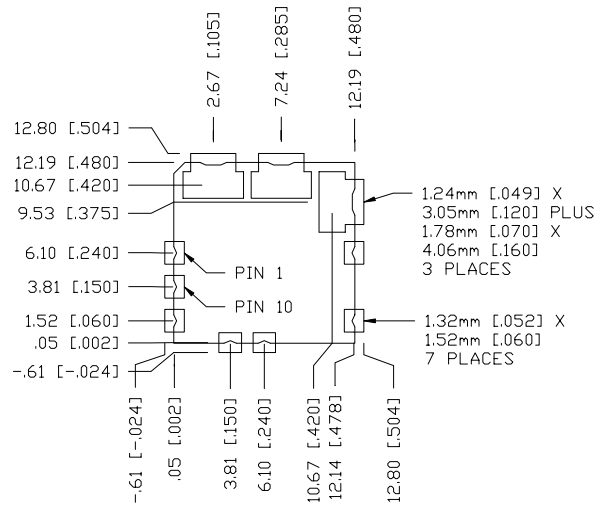 2.67 [.105]
7.24 [.285]
12.19 [.480]
12.80 [.504]
12.19 [.480]
10.67 [.420]
9.53 [.375]
6.10 [.240]
3.81 [.150]
1.52 [.060]
.05 [.002]
-.61 [-.024]
PIN 1
PIN 10
1.24mm [.049] X
3.05mm [.120] PLUS
1.78mm [.070] X
4.06mm [.160]
3 PLACES
1.32mm [.052] X
1.52mm [.060]
7 PLACES
-.61 [-.024]
.05 [.002]
3.81 [.150]
6.10 [.240]
10.67 [.420]
12.14 [.478]
12.80 [.504]